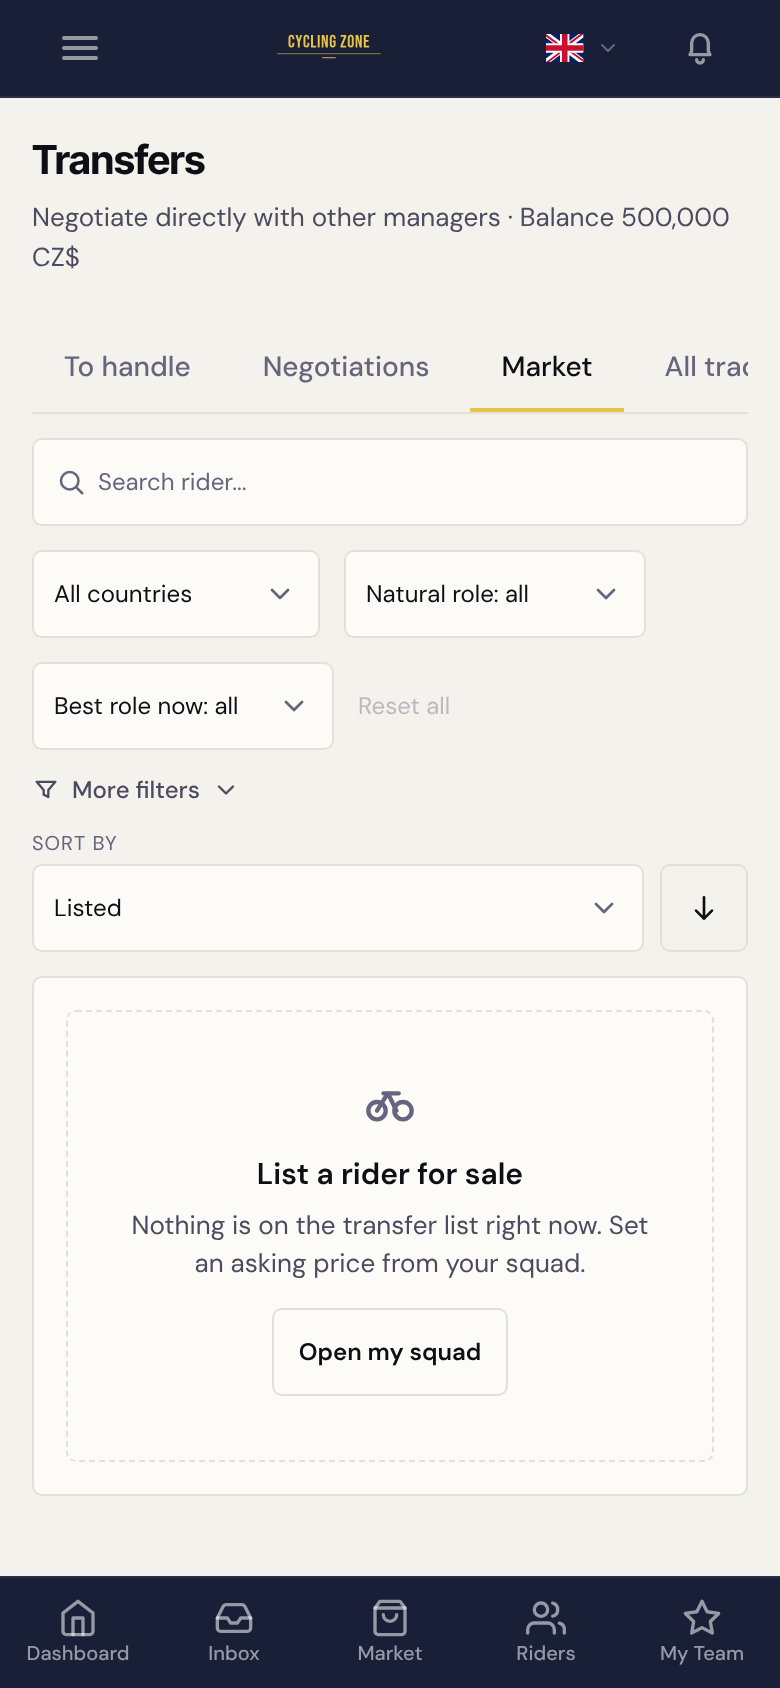 CYCLING ZONE
Transfers
Negotiate directly with other managers · Balance 500,000
CZ$
To handle
Negotiations
Market
All trad
Search rider...
All countries
Natural role: all
Best role now: all
Reset all
More filters
SORT BY
Listed
List a rider for sale
Nothing is on the transfer list right now. Set
an asking price from your squad.
Open my squad
Dashboard
Inbox
Market
Riders
My Team